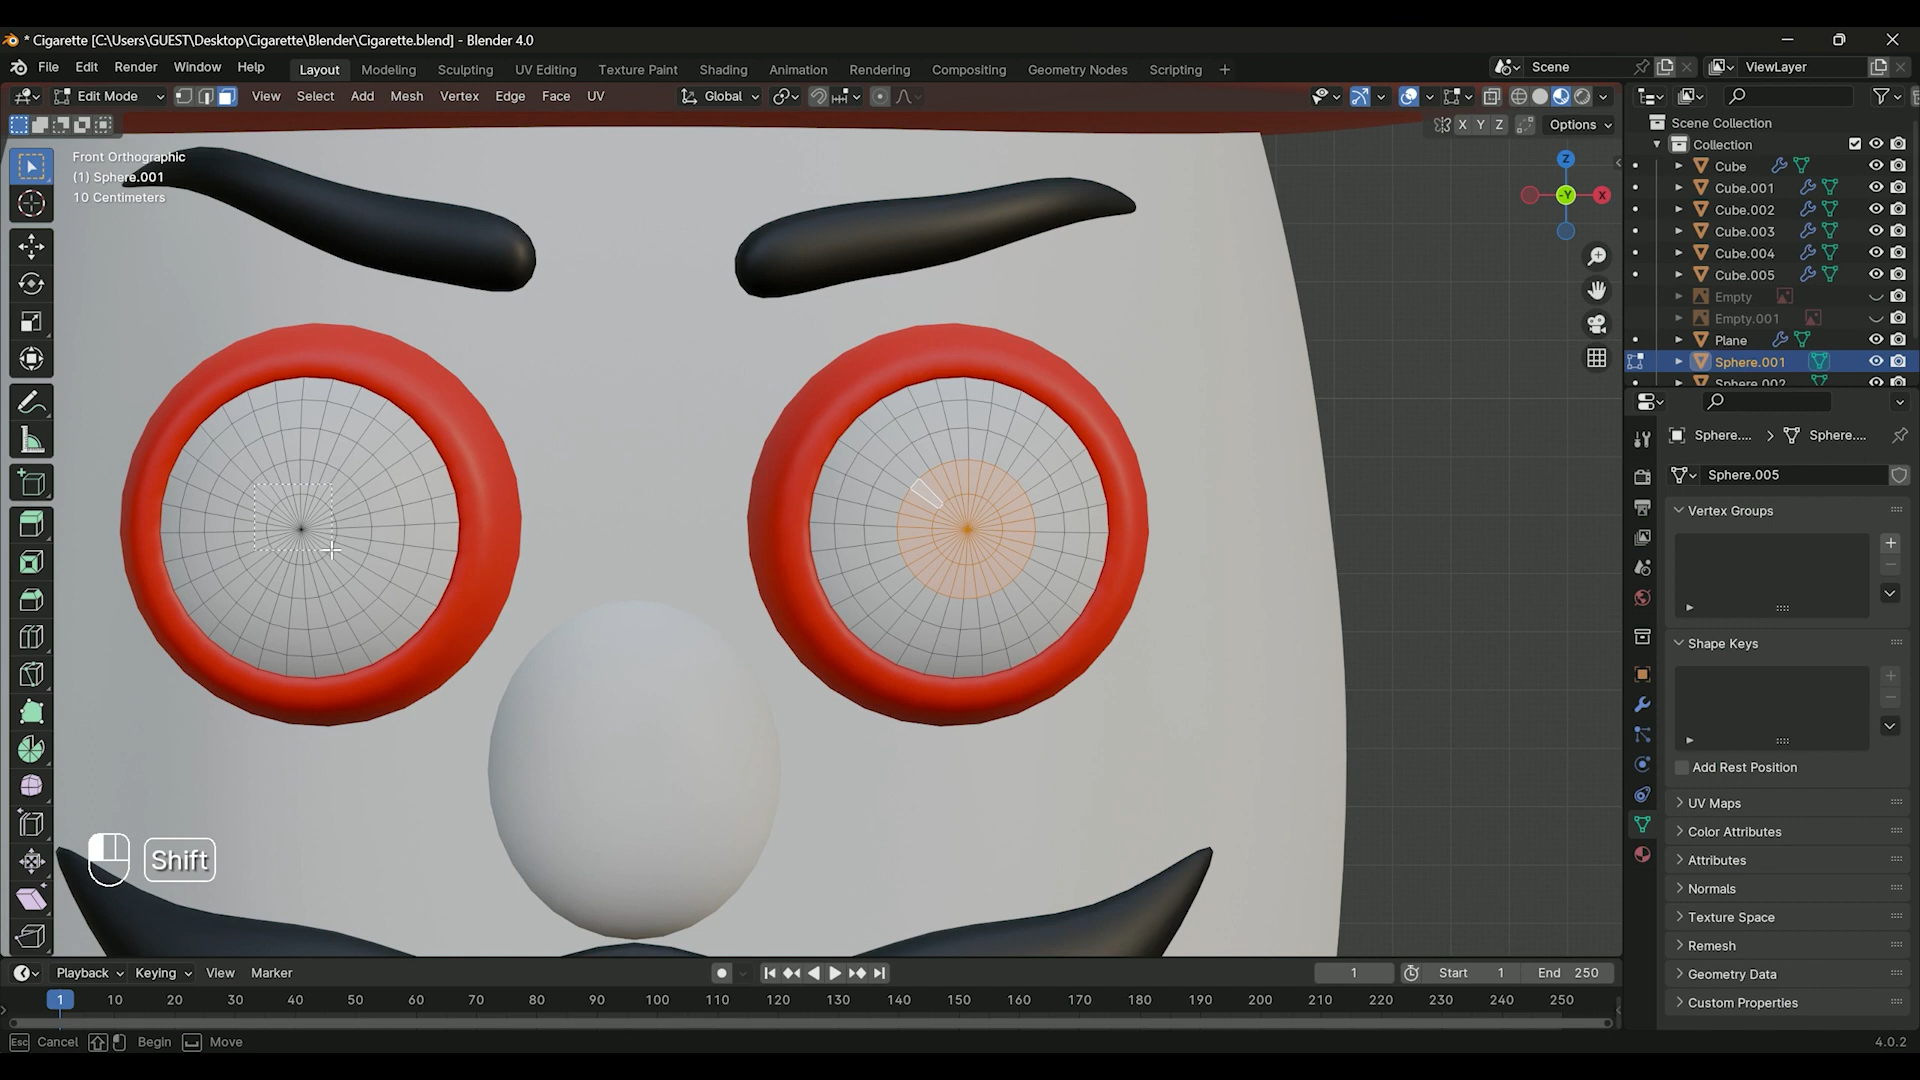 * Cigarette [C:\Users\GUEST\Desktop\Cigarette\Blender\Cigarette.blend] - Blender 4.0
File Edit Render Window Help Layout Modeling Sculpting UV Editing Texture Paint Shading Animation Rendering Compositing Geometry Nodes Scripting + Scene ViewLayer
Edit Mode View Select Add Mesh Vertex Edge Face UV Global
X Y Z Options
Front Orthographic
(1) Sphere.001
10 Centimeters
Z
-Y X
Scene Collection
Collection
Cube
Cube.001
Cube.002
Cube.003
Cube.004
Cube.005
Empty
Empty.001
Plane
Sphere.001
Sphere.002
Sphere.... > Sphere....
Sphere.005
Vertex Groups
Shape Keys
Add Rest Position
UV Maps
Color Attributes
Attributes
Normals
Texture Space
Remesh
Geometry Data
Custom Properties
Shift
Playback Keying View Marker 1 Start 1 End 250
1 10 20 30 40 50 60 70 80 90 100 110 120 130 140 150 160 170 180 190 200 210 220 230 240 250
Esc Cancel Begin Move 4.0.2